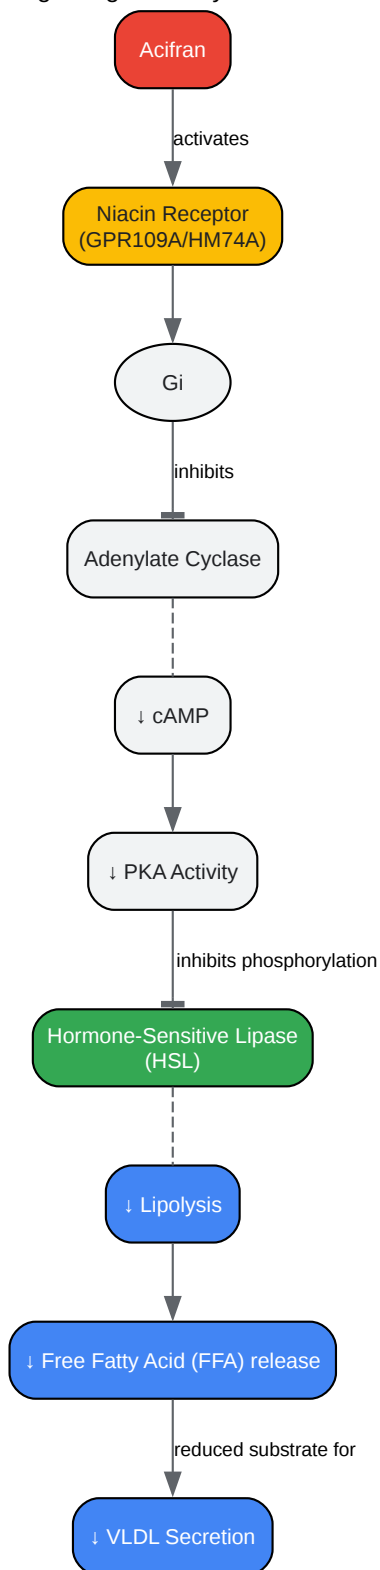 Acifran
activates
Niacin Receptor
(GPR109A/HM74A)
Gi
inhibits
Adenylate Cyclase
↓ cAMP
↓ PKA Activity
inhibits phosphorylation
Hormone-Sensitive Lipase
(HSL)
↓ Lipolysis
↓ Free Fatty Acid (FFA) release
reduced substrate for
↓ VLDL Secretion